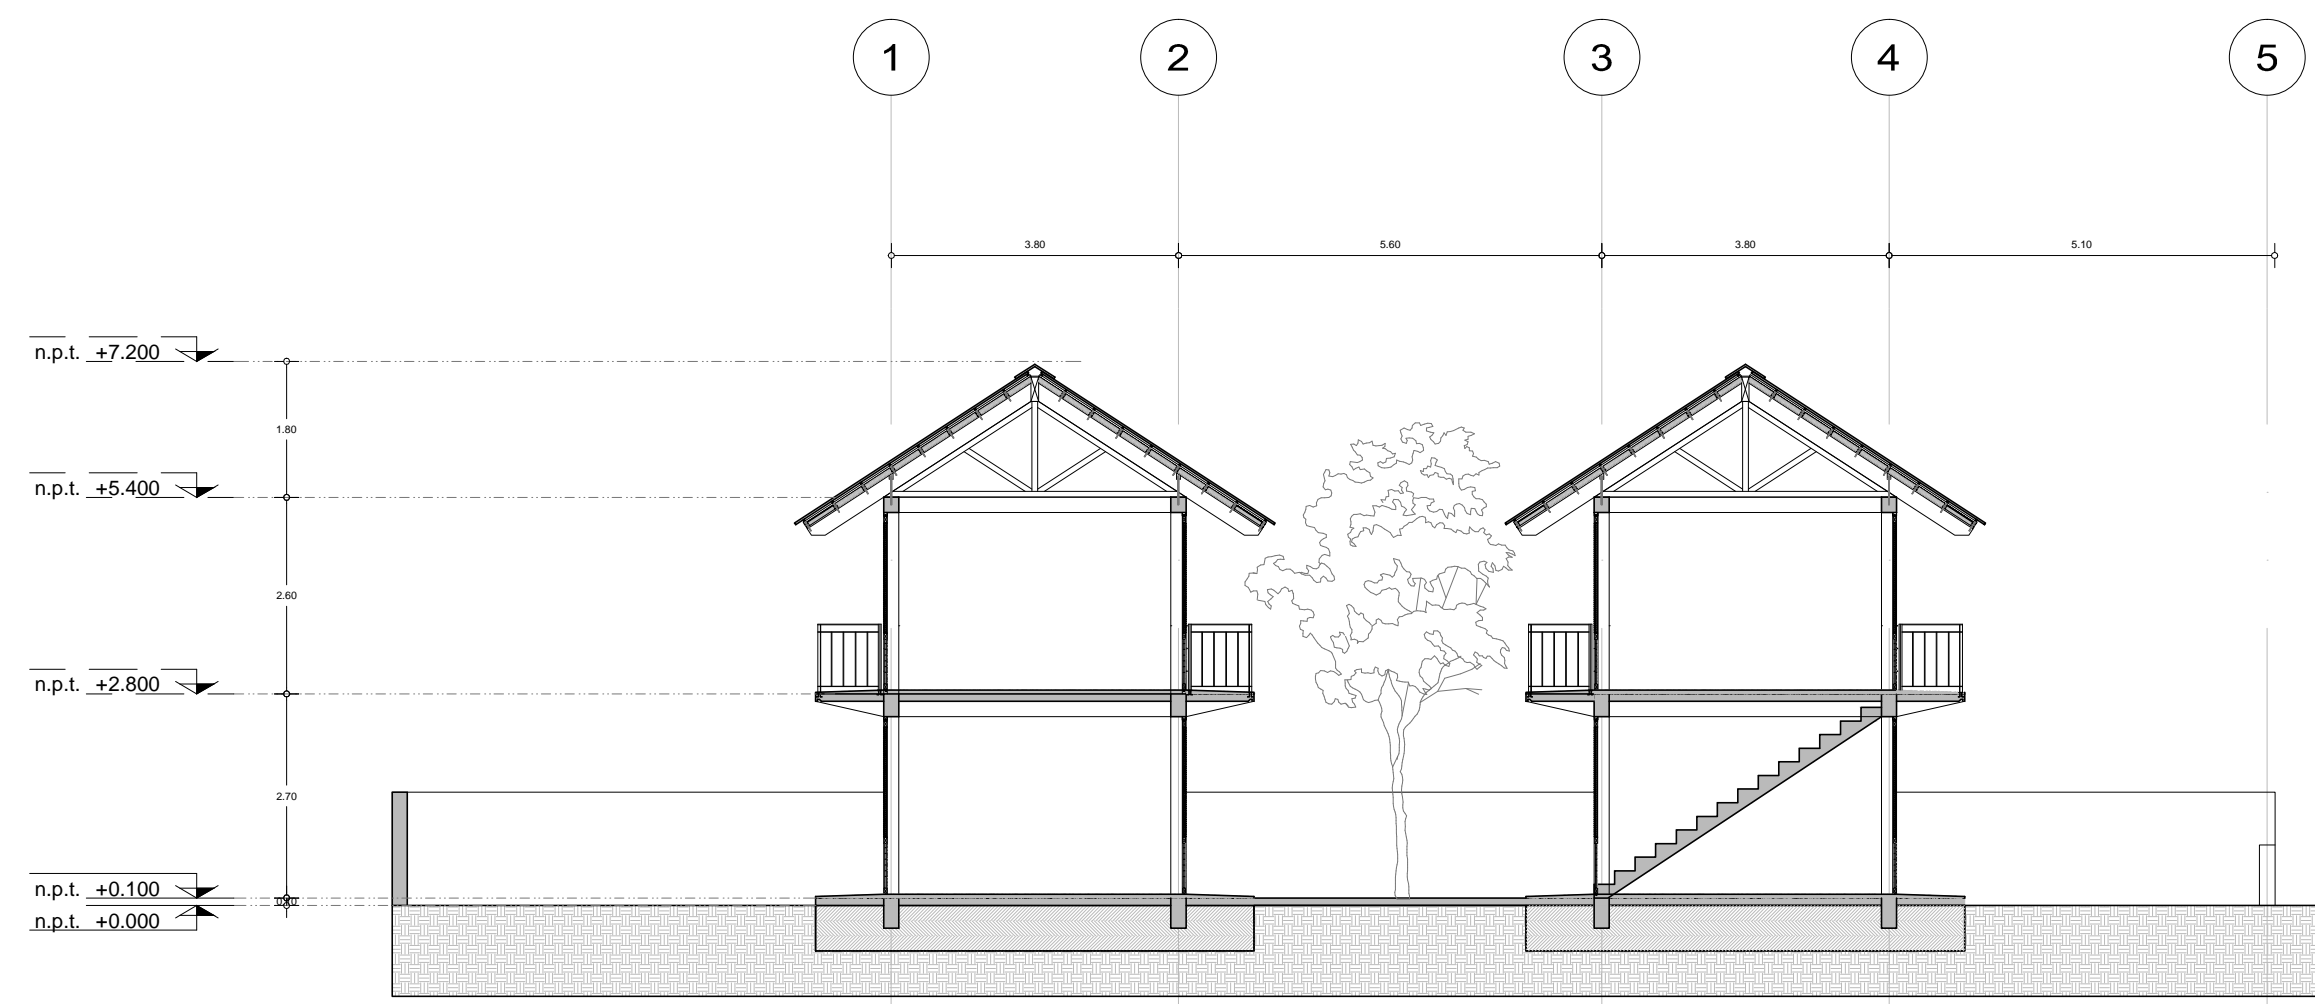 1 2 3 4 5
3.80 5.60 3.80 5.10
n.p.t. +7.200
1.80
n.p.t. +5.400
2.60
n.p.t. +2.800
2.70
n.p.t. +0.100
n.p.t. +0.000